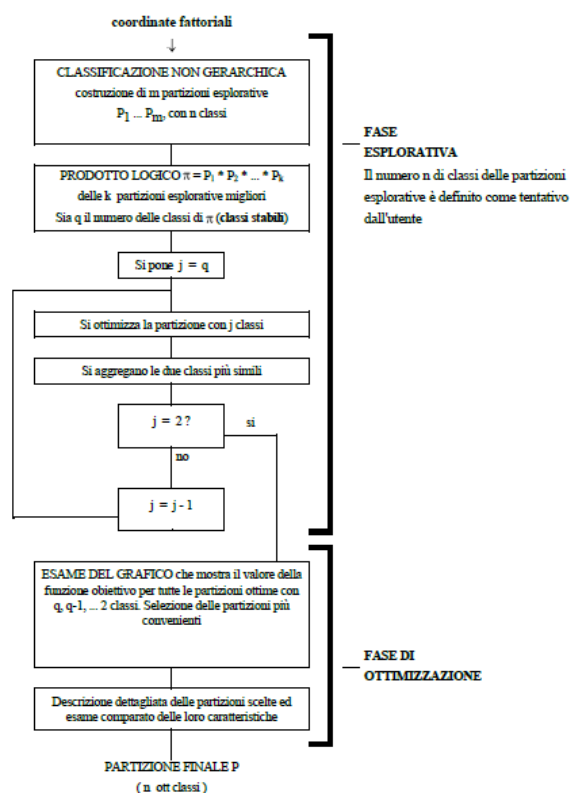 coordinate fattoriali
CLASSIFICAZIONE NON GERARCHICA
costruzione di m partizioni esplorative
P1 ... Pm, con n classi
PRODOTTO LOGICO π = P1 * P2 * ... * Pk
delle k partizioni esplorative migliori
Sia q il numero delle classi di π (classi stabili)
Si pone j = q
Si ottimizza la partizione con j classi
Si aggregano le due classi più simili
j = 2?
si
no
j = j - 1
FASE
ESPLORATIVA
Il numero n di classi delle partizioni
esplorative è definito come tentativo
dall'utente
ESAME DEL GRAFICO che mostra il valore della
funzione obiettivo per tutte le partizioni ottime con
q, q-1, ... 2 classi. Selezione delle partizioni più
convenienti
Descrizione dettagliata delle partizioni scelte ed
esame comparato delle loro caratteristiche
FASE DI
OTTIMIZZAZIONE
PARTIZIONE FINALE P
( n ott classi )